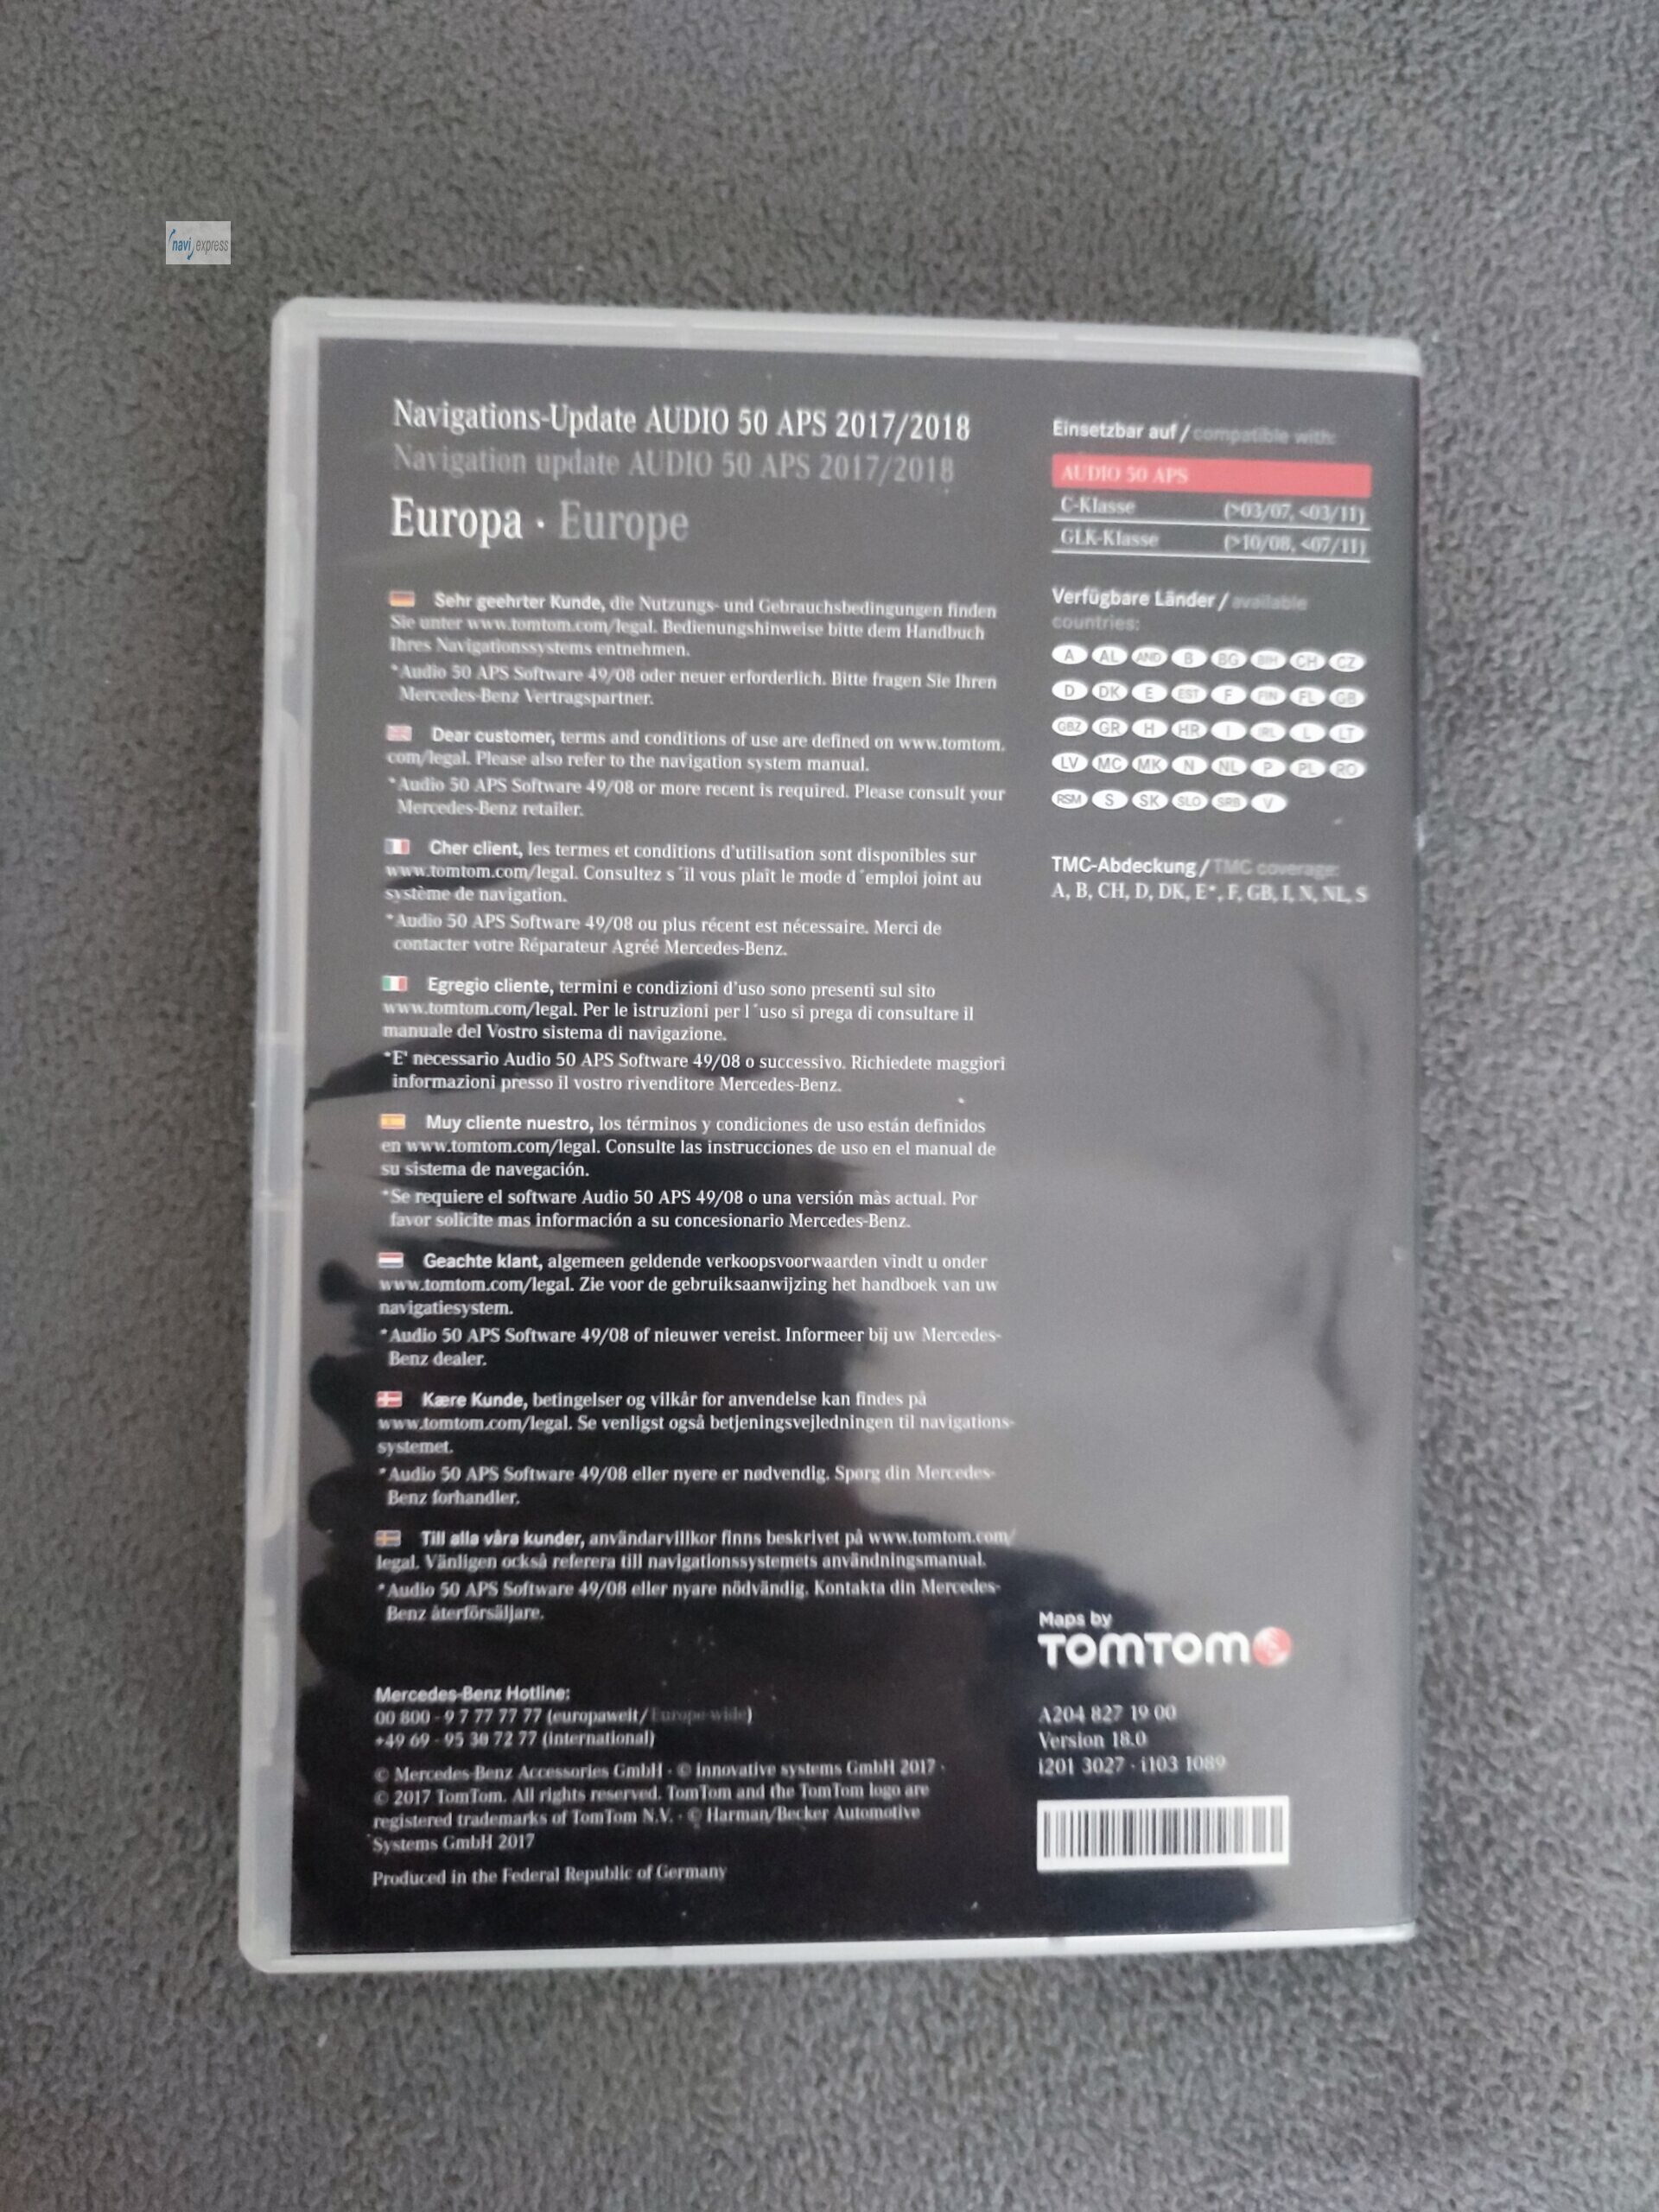 navi express
Navigations-Update AUDIO 50 APS 2017/2018
Navigation update AUDIO 50 APS 2017/2018
Europa · Europe
Sehr geehrter Kunde, die Nutzungs- und Gebrauchsbedingungen finden
Sie unter www.tomtom.com/legal. Bedienungshinweise bitte dem Handbuch
Ihres Navigationssystems entnehmen.
*Audio 50 APS Software 49/08 oder neuer erforderlich. Bitte fragen Sie Ihren
Mercedes-Benz Vertragspartner.
Dear customer, terms and conditions of use are defined on www.tomtom.
com/legal. Please also refer to the navigation system manual.
*Audio 50 APS Software 49/08 or more recent is required. Please consult your
Mercedes-Benz retailer.
Cher client, les termes et conditions d'utilisation sont disponibles sur
www.tomtom.com/legal. Consultez s´il vous plaît le mode d´emploi joint au
système de navigation.
*Audio 50 APS Software 49/08 ou plus récent est nécessaire. Merci de
contacter votre Réparateur Agréé Mercedes-Benz.
Egregio cliente, termini e condizioni d'uso sono presenti sul sito
www.tomtom.com/legal. Per le istruzioni per l´uso si prega di consultare il
manuale del Vostro sistema di navigazione.
*E' necessario Audio 50 APS Software 49/08 o successivo. Richiedete maggiori
informazioni presso il vostro rivenditore Mercedes-Benz.
Muy cliente nuestro, los términos y condiciones de uso están definidos
en www.tomtom.com/legal. Consulte las instrucciones de uso en el manual de
su sistema de navegación.
*Se requiere el software Audio 50 APS 49/08 o una versión màs actual. Por
favor solicite mas información a su concesionario Mercedes-Benz.
Geachte klant, algemeen geldende verkoopsvoorwaarden vindt u onder
www.tomtom.com/legal. Zie voor de gebruiksaanwijzing het handboek van uw
navigatiesystem.
*Audio 50 APS Software 49/08 of nieuwer vereist. Informeer bij uw Mercedes-
Benz dealer.
Kære Kunde, betingelser og vilkår for anvendelse kan findes på
www.tomtom.com/legal. Se venligst også betjeningsvejledningen til navigations-
systemet.
*Audio 50 APS Software 49/08 eller nyere er nødvendig. Spørg din Mercedes-
Benz forhandler.
Till alla våra kunder, användarvillkor finns beskrivet på www.tomtom.com/
legal. Vänligen också referera till navigationssystemets användningsmanual.
*Audio 50 APS Software 49/08 eller nyare nödvändig. Kontakta din Mercedes-
Benz återförsäljare.
Mercedes-Benz Hotline:
00 800 - 9 7 77 77 77 (europaweit/Europe-wide)
+49 69 - 95 30 72 77 (international)
© Mercedes-Benz Accessories GmbH · © Innovative systems GmbH 2017 ·
© 2017 TomTom. All rights reserved. TomTom and the TomTom logo are
registered trademarks of TomTom N.V. · © Harman/Becker Automotive
Systems GmbH 2017
Produced in the Federal Republic of Germany
Einsetzbar auf / compatible with:
AUDIO 50 APS
C-Klasse (>03/07, <03/11)
GLK-Klasse (>10/08, <07/11)
Verfügbare Länder / available
countries:
A AL AND B BG BIH CH CZ
D DK E EST F FIN FL GB
GBZ GR H HR I IRL L LT
LV MC MK N NL P PL RO
RSM S SK SLO SRB V
TMC-Abdeckung / TMC coverage:
A, B, CH, D, DK, E*, F, GB, I, N, NL, S
Maps by
TOMTOM
A204 827 19 00
Version 18.0
i201 3027 · i103 1089